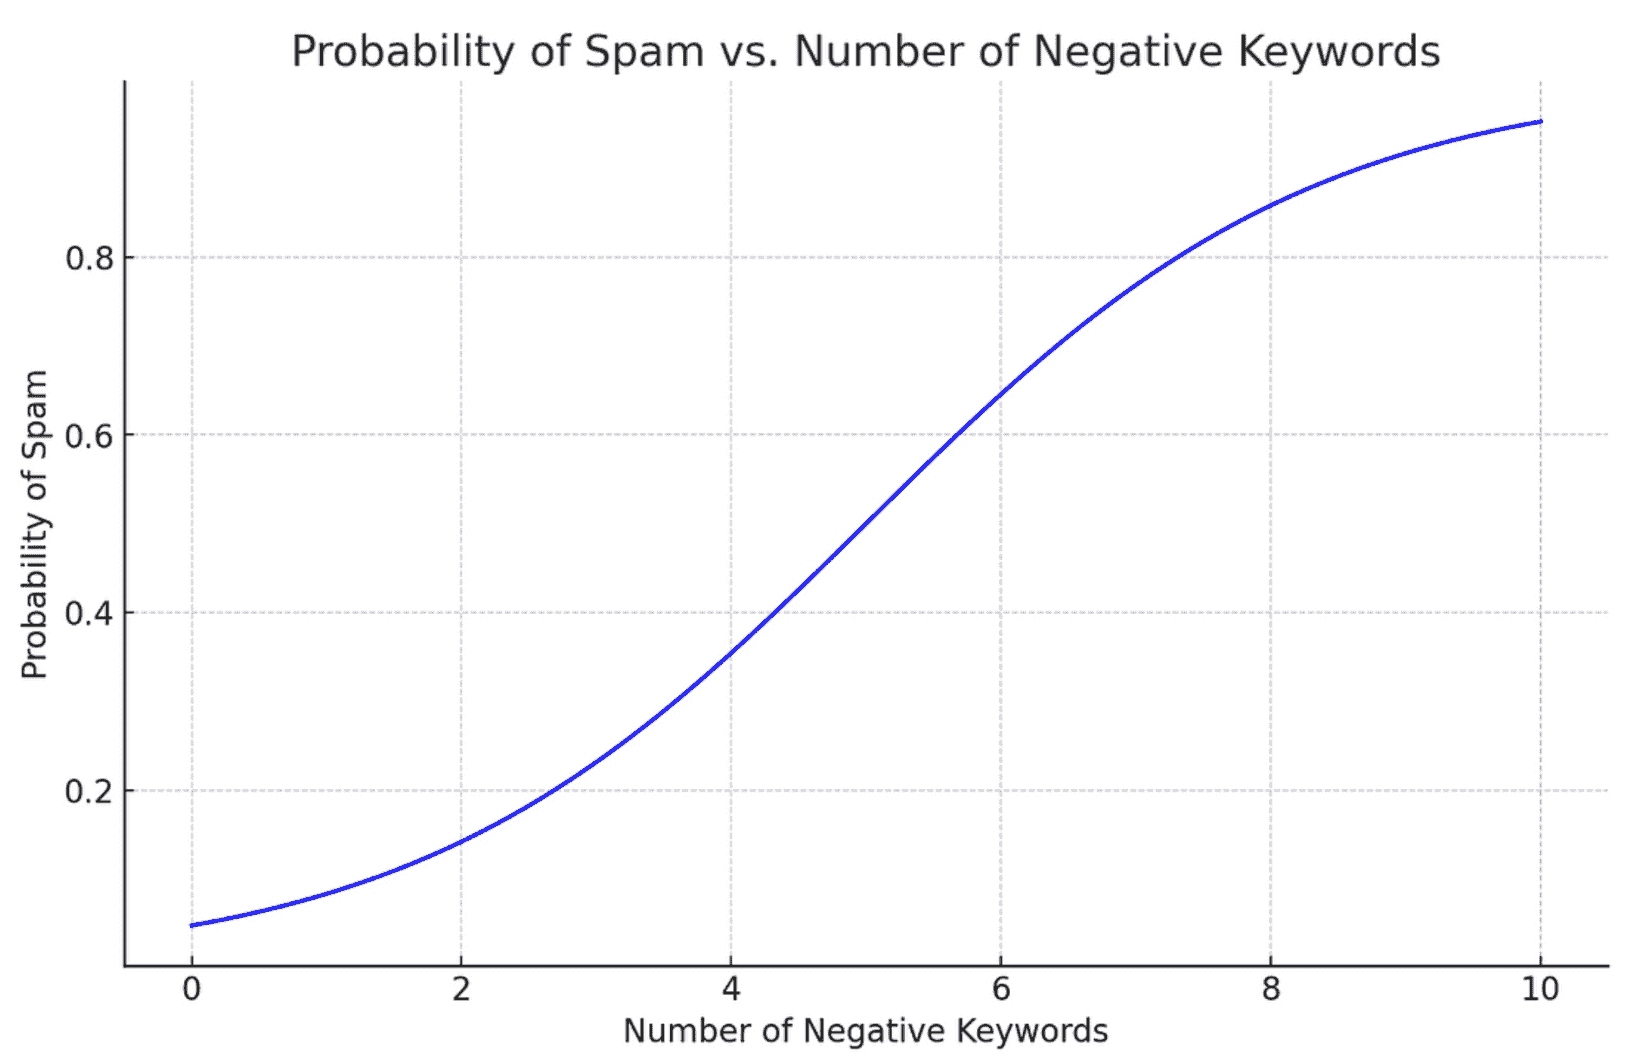 Probability of Spam vs. Number of Negative Keywords
Probability of Spam
0.8
0.6
0.4
0.2
0 2 4 6 8 10
Number of Negative Keywords